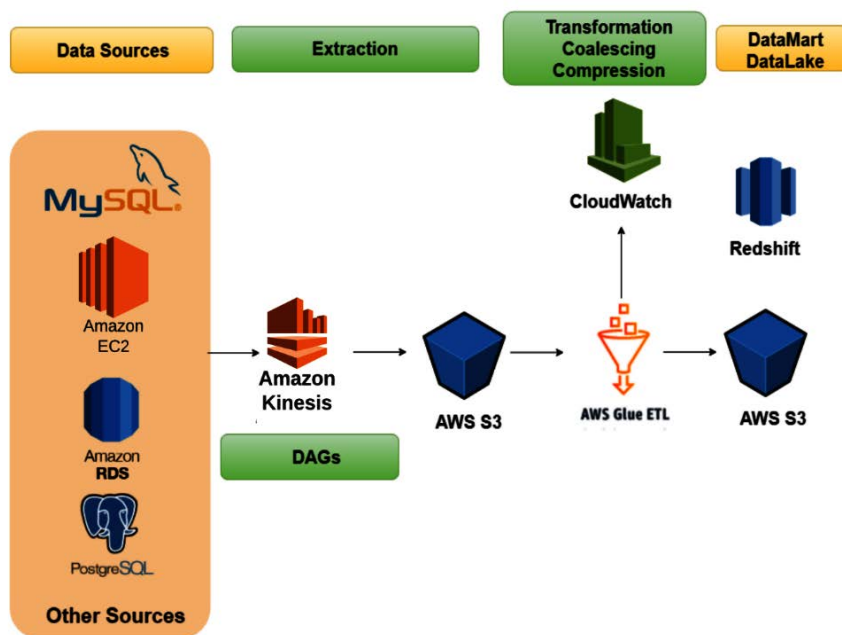 Data Sources
Extraction
Transformation
Coalescing
Compression
DataMart
DataLake
MySQL®
Amazon
EC2
Amazon
RDS
PostgreSQL
Other Sources
Amazon
Kinesis
DAGs
AWS S3
CloudWatch
AWS Glue ETL
Redshift
AWS S3